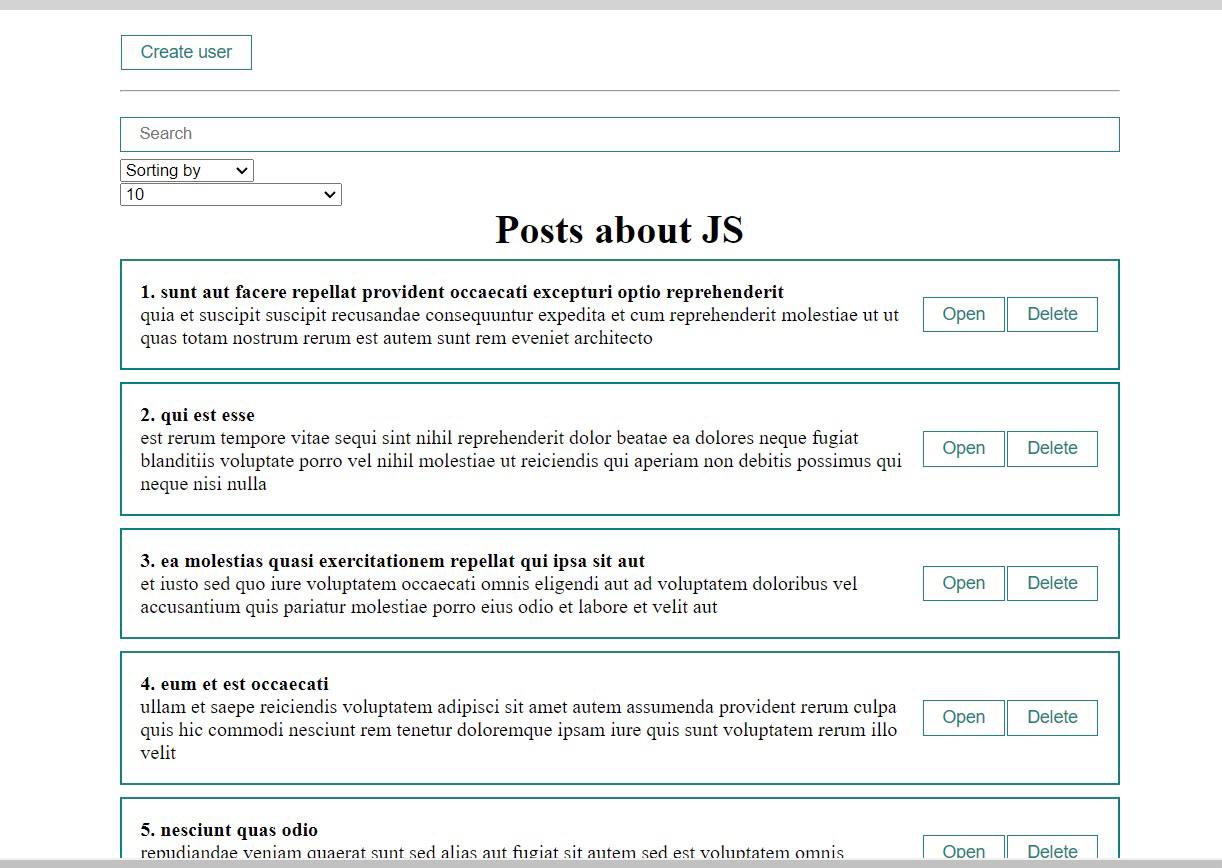 Create user
Search
Sorting by
10
Posts about JS
1. sunt aut facere repellat provident occaecati excepturi optio reprehenderit
quia et suscipit suscipit recusandae consequuntur expedita et cum reprehenderit molestiae ut ut
quas totam nostrum rerum est autem sunt rem eveniet architecto
Open Delete
2. qui est esse
est rerum tempore vitae sequi sint nihil reprehenderit dolor beatae ea dolores neque fugiat
blanditiis voluptate porro vel nihil molestiae ut reiciendis qui aperiam non debitis possimus qui
neque nisi nulla
Open Delete
3. ea molestias quasi exercitationem repellat qui ipsa sit aut
et iusto sed quo iure voluptatem occaecati omnis eligendi aut ad voluptatem doloribus vel
accusantium quis pariatur molestiae porro eius odio et labore et velit aut
Open Delete
4. eum et est occaecati
ullam et saepe reiciendis voluptatem adipisci sit amet autem assumenda provident rerum culpa
quis hic commodi nesciunt rem tenetur doloremque ipsam iure quis sunt voluptatem rerum illo
velit
Open Delete
5. nesciunt quas odio
repudiandae veniam quaerat sunt sed alias aut fugiat sit autem sed est voluptatem omnis
Open Delete